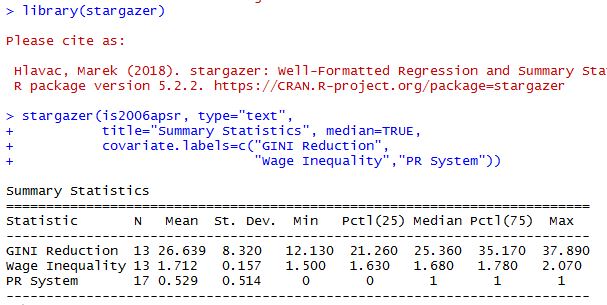 > library(stargazer)
Please cite as:
Hlavac, Marek (2018). stargazer: Well-Formatted Regression and Summary Sta
R package version 5.2.2. https://CRAN.R-project.org/package=stargazer
> stargazer(is2006apsr, type="text",
+ title="Summary Statistics", median=TRUE,
+ covariate.labels=c("GINI Reduction",
+ "Wage Inequality","PR System"))
Summary Statistics
=========================================================================
Statistic N Mean St. Dev. Min Pctl(25) Median Pctl(75) Max
-------------------------------------------------------------------------
GINI Reduction 13 26.639 8.320 12.130 21.260 25.360 35.170 37.890
Wage Inequality 13 1.712 0.157 1.500 1.630 1.680 1.780 2.070
PR System 17 0.529 0.514 0 0 1 1 1
-------------------------------------------------------------------------